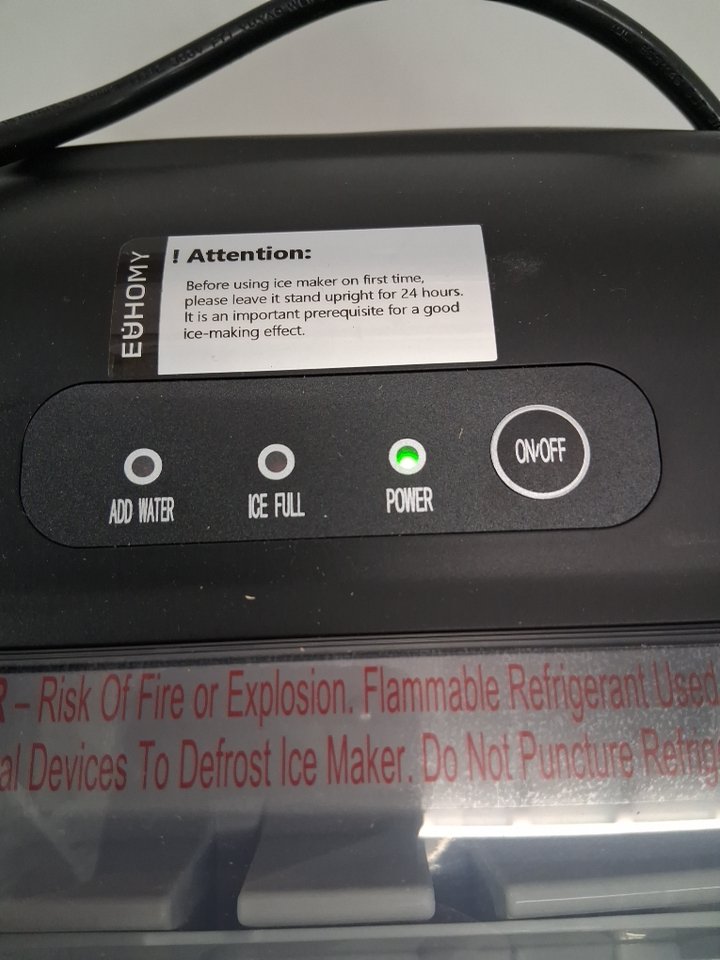 EUHOMY
! Attention:
Before using ice maker on first time,
please leave it stand upright for 24 hours.
It is an important prerequisite for a good
ice-making effect.
ADD WATER
ICE FULL
POWER
ON/OFF
– Risk Of Fire or Explosion. Flammable Refrigerant Used
Devices To Defrost Ice Maker. Do Not Puncture